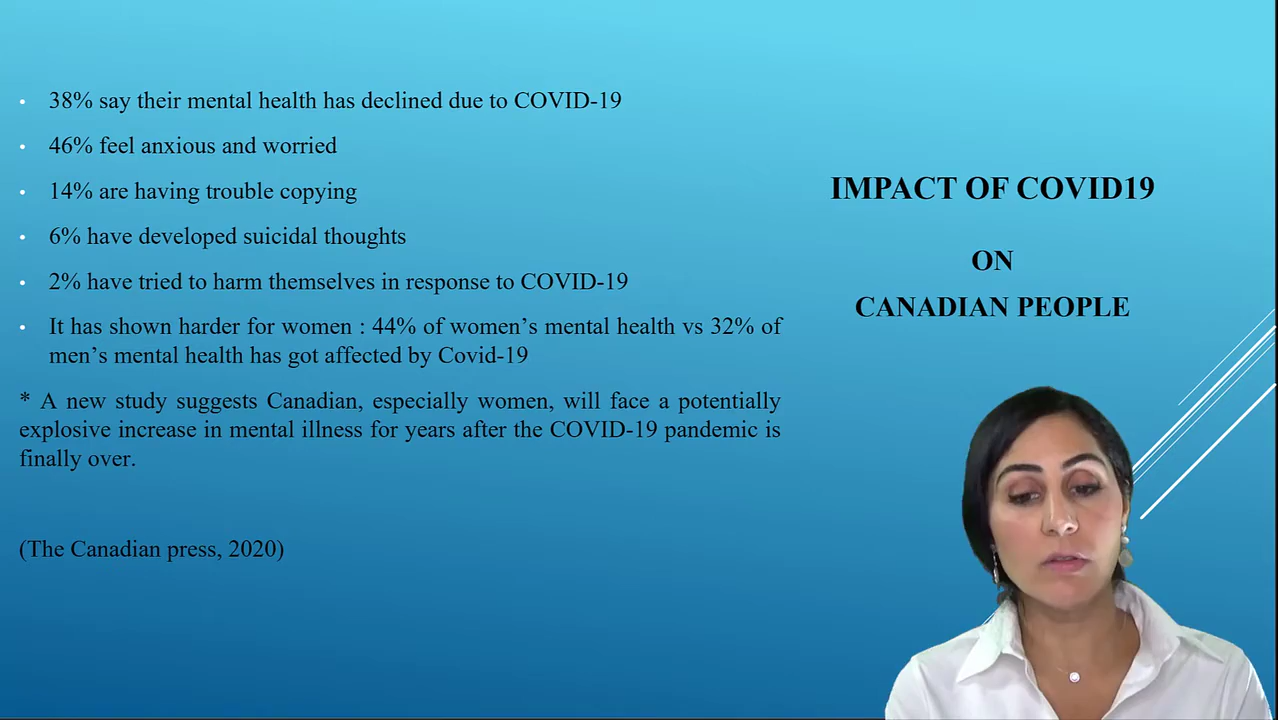 • 38% say their mental health has declined due to COVID-19
• 46% feel anxious and worried
• 14% are having trouble copying
• 6% have developed suicidal thoughts
• 2% have tried to harm themselves in response to COVID-19
• It has shown harder for women : 44% of women’s mental health vs 32% of
men’s mental health has got affected by Covid-19
* A new study suggests Canadian, especially women, will face a potentially
explosive increase in mental illness for years after the COVID-19 pandemic is
finally over.
(The Canadian press, 2020)
IMPACT OF COVID19
ON
CANADIAN PEOPLE